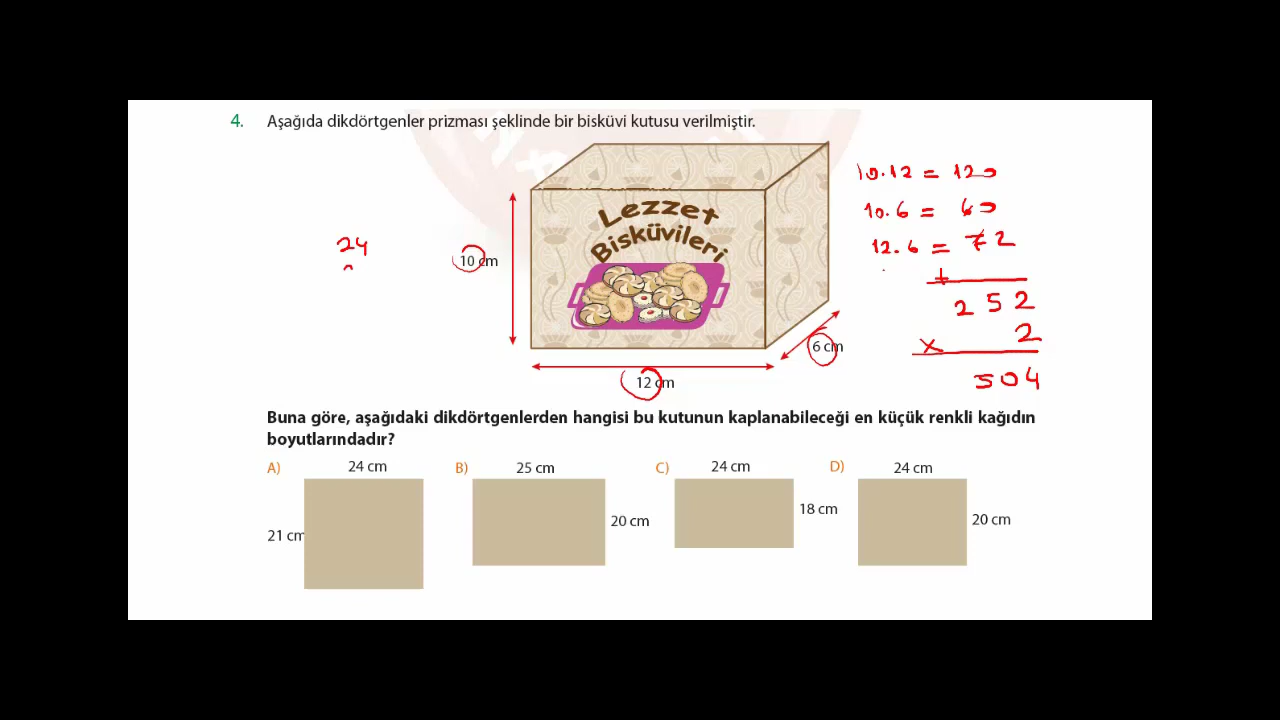 4. Aşağıda dikdörtgenler prizması şeklinde bir bisküvi kutusu verilmiştir.
Lezzet
Bisküvileri
24
10 cm
12 cm
6 cm
10.12 = 120
10.6 = 60
12.6 = 72
+
252
x 2
504
Buna göre, aşağıdaki dikdörtgenlerden hangisi bu kutunun kaplanabileceği en küçük renkli kağıdın
boyutlarındadır?
A) 24 cm
21 cm
B) 25 cm
20 cm
C) 24 cm
18 cm
D) 24 cm
20 cm